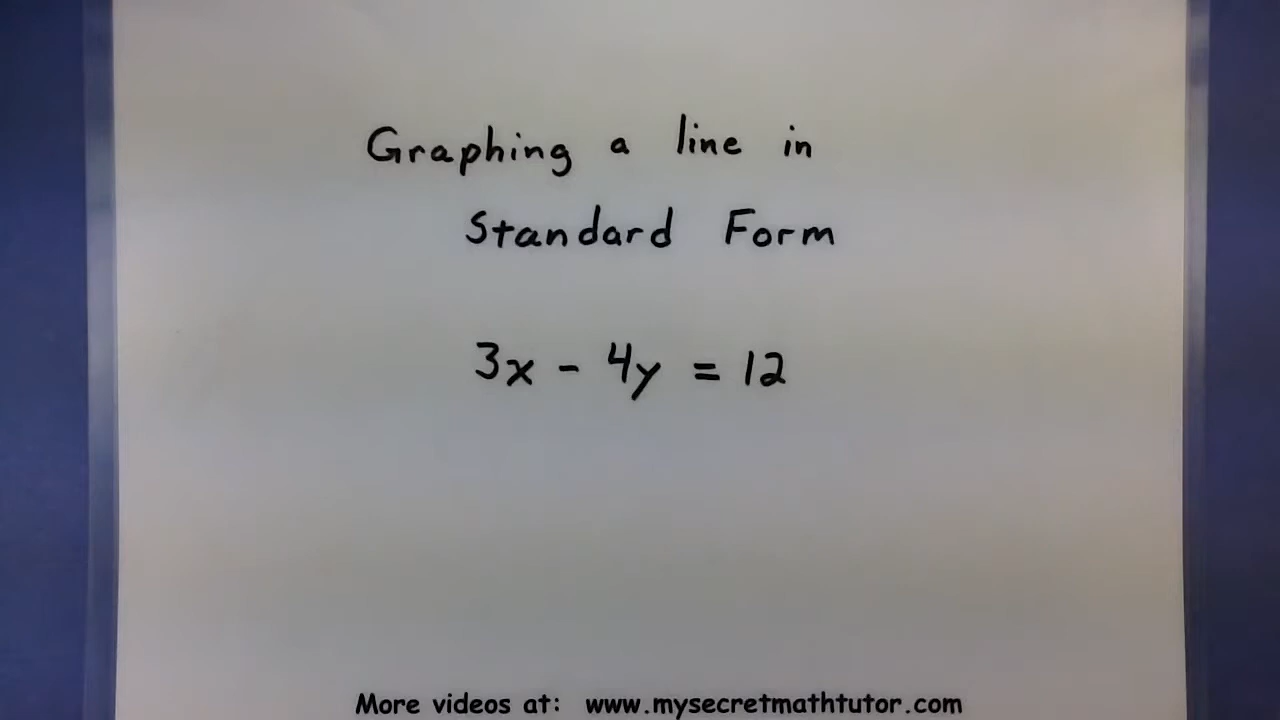 Graphing a line in
Standard Form
3x - 4y = 12
More videos at: www.mysecretmathtutor.com